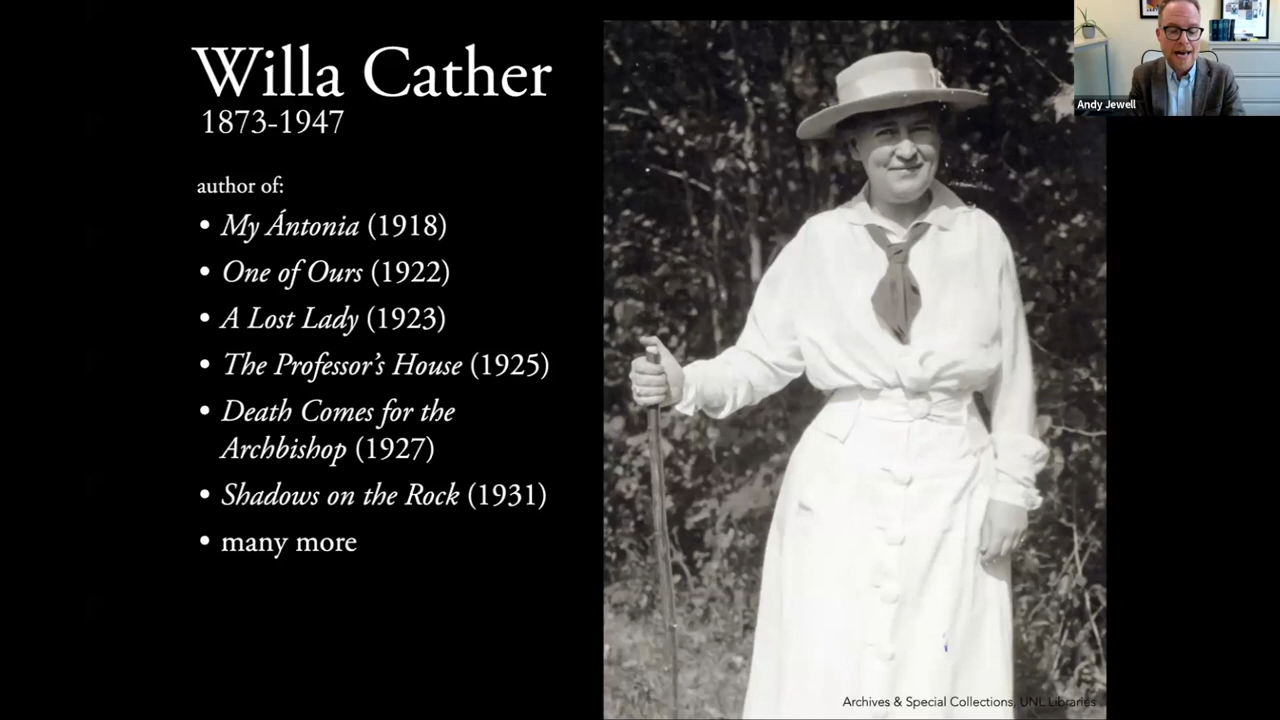 Willa Cather
1873-1947
author of:
• My Ántonia (1918)
• One of Ours (1922)
• A Lost Lady (1923)
• The Professor’s House (1925)
• Death Comes for the
Archbishop (1927)
• Shadows on the Rock (1931)
• many more
Andy Jewell
Archives & Special Collections, UNL Libraries